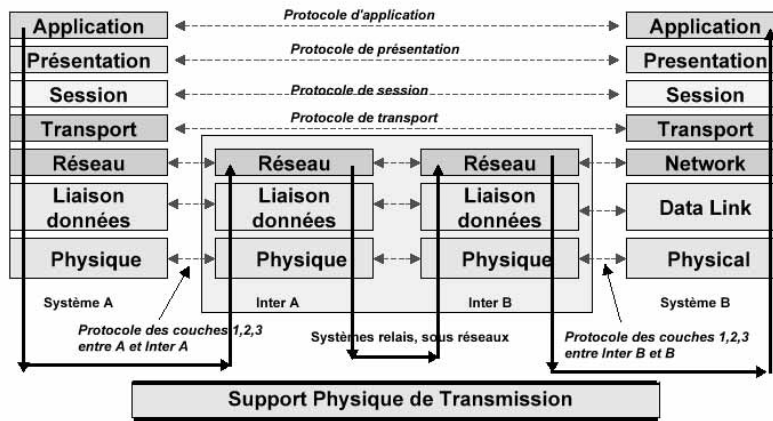 Application
Protocole d'application
Application
Présentation
Protocole de présentation
Presentation
Session
Protocole de session
Session
Transport
Protocole de transport
Transport
Réseau
Réseau
Réseau
Network
Liaison
données
Liaison
données
Liaison
données
Data Link
Physique
Physique
Physique
Physical
Système A
Inter A
Inter B
Système B
Protocole des couches 1,2,3
entre A et Inter A
Systèmes relais, sous réseaux
Protocole des couches 1,2,3
entre Inter B et B
Support Physique de Transmission